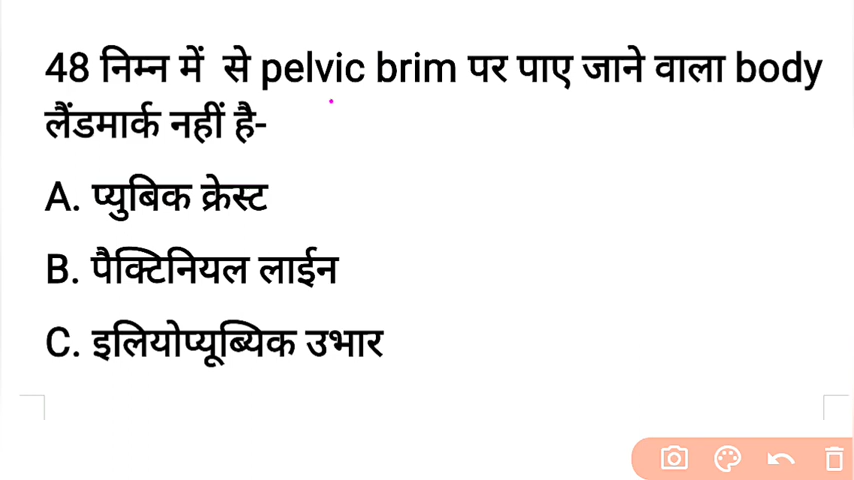 48 निम्न में से pelvic brim पर पाए जाने वाला body
लैंडमार्क नहीं है-
A. प्युबिक क्रेस्ट
B. पैक्टिनियल लाईन
C. इलियोप्यूब्यिक उभार